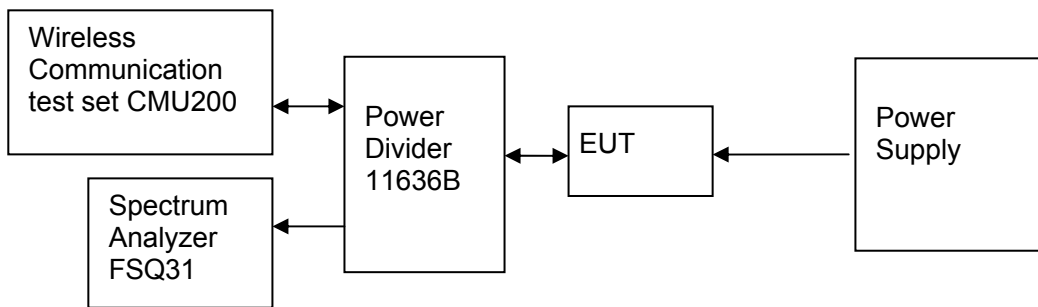 Wireless
Communication
test set CMU200
Power
Divider
11636B
EUT
Power
Supply
Spectrum
Analyzer
FSQ31